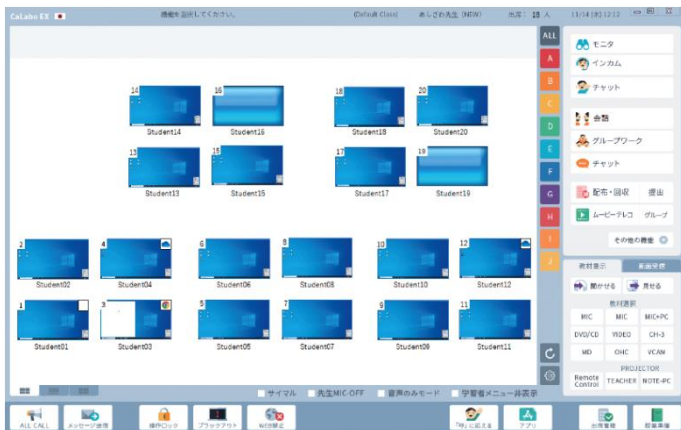 CaLabo EX
機能を選択してください。
(Default Class)
あしざわ先生 (NEW)
出席: 18 人
11/14 [水] 12:12
ALL
A
B
C
D
E
F
G
H
I
J
モニタ
インカム
チャット
会話
グループワーク
チャット
配布・回収
提出
ムービーテレコ
グループ
その他の機能
教材提示
画面受信
聞かせる
見せる
教材選択
MIC
MIC
MIC+PC
DVD/CD
VIDEO
CH-3
MD
OHC
VCAM
PROJECTOR
Remote Control
TEACHER
NOTE-PC
14
Student14
16
Student16
18
Student18
20
Student20
13
Student13
15
Student15
17
Student17
19
Student19
2
Student02
4
Student04
6
Student06
8
Student08
10
Student10
12
Student12
1
Student01
3
Student03
5
Student05
7
Student07
9
Student09
11
Student11
サイマル
先生MIC-OFF
音声のみモード
学習者メニュー非表示
ALL CALL
メッセージ送信
操作ロック
ブラックアウト
WEB禁止
「呼」に応える
アプリ
出席管理
授業準備